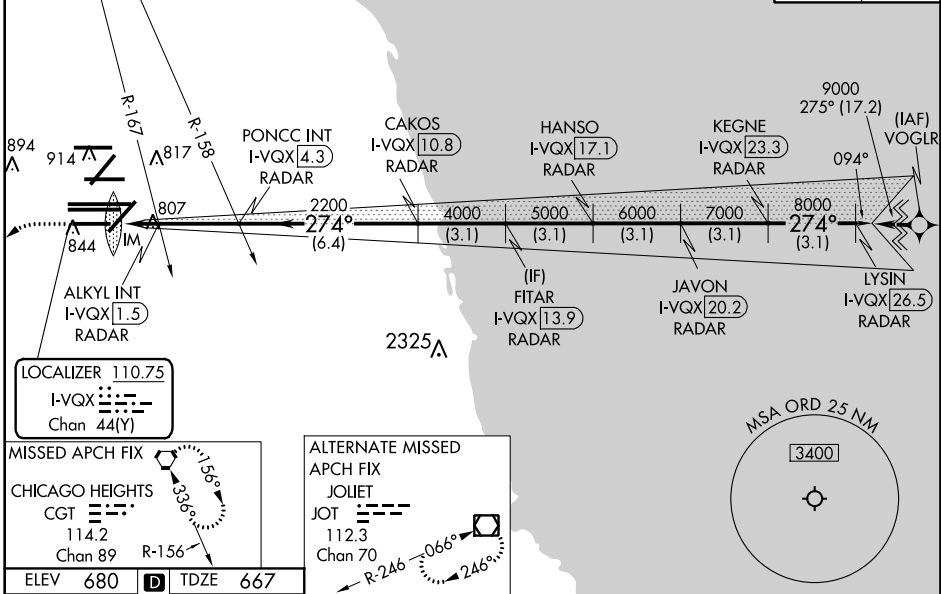 9000
275° (17.2)
(IAF)
VOGLR
R-167
R-158
PONCC INT
I-VQX 4.3
RADAR
CAKOS
I-VQX 10.8
RADAR
HANSO
I-VQX 17.1
RADAR
KEGNE
I-VQX 23.3
RADAR
094°
894
914
817
807
844
IM
2200
274°
(6.4)
4000
(3.1)
5000
(3.1)
6000
(3.1)
7000
(3.1)
8000
274°
(3.1)
ALKYL INT
I-VQX 1.5
RADAR
(IF)
FITAR
I-VQX 13.9
RADAR
JAVON
I-VQX 20.2
RADAR
LYSIN
I-VQX 26.5
RADAR
2325
LOCALIZER 110.75
I-VQX
Chan 44(Y)
MISSED APCH FIX
CHICAGO HEIGHTS
CGT
114.2
Chan 89
156°
336°
R-156
ALTERNATE MISSED
APCH FIX
JOLIET
JOT
112.3
Chan 70
R-246
066°
246°
MSA ORD 25 NM
3400
ELEV 680 D TDZE 667